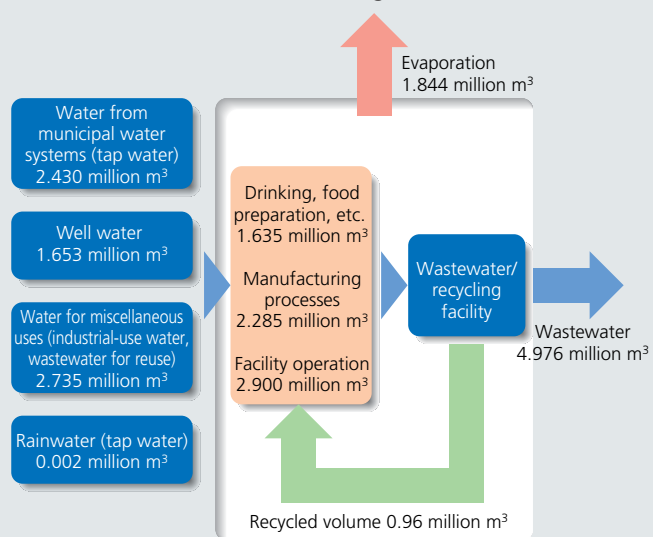 Evaporation
1.844 million m³
Water from
municipal water
systems (tap water)
2.430 million m³
Well water
1.653 million m³
Water for miscellaneous
uses (industrial-use water,
wastewater for reuse)
2.735 million m³
Rainwater (tap water)
0.002 million m³
Drinking, food
preparation, etc.
1.635 million m³
Manufacturing
processes
2.285 million m³
Facility operation
2.900 million m³
Wastewater/
recycling
facility
Wastewater
4.976 million m³
Recycled volume 0.96 million m³